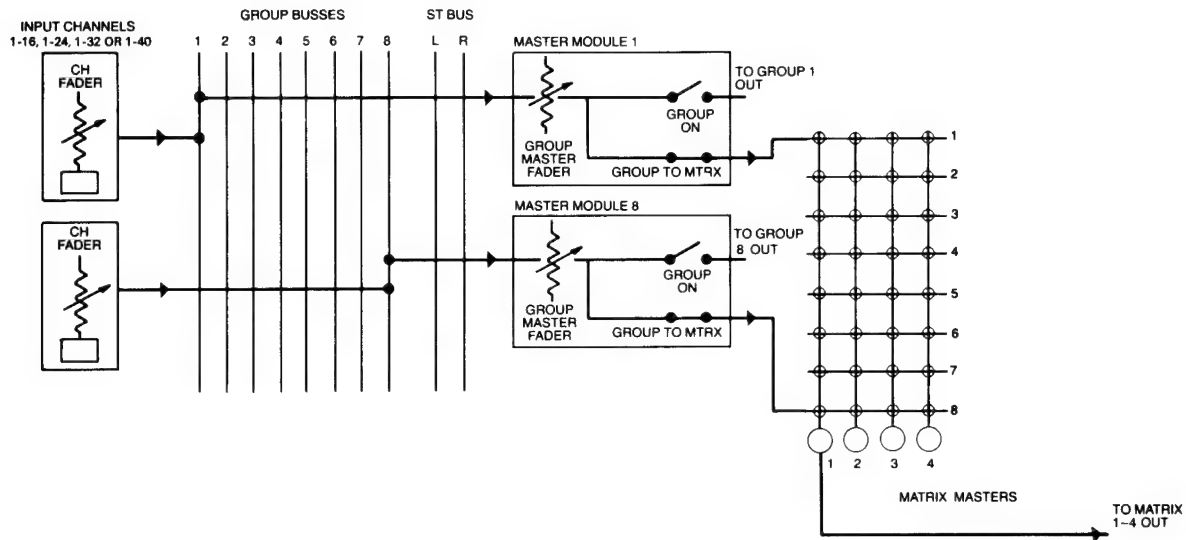 GROUP BUSSES
ST BUS
INPUT CHANNELS
1-16, 1-24, 1-32 OR 1-40
1 2 3 4 5 6 7 8 L R
CH
FADER
MASTER MODULE 1
TO GROUP 1
OUT
GROUP
ON
GROUP
MASTER
FADER
GROUP TO MTRX
CH
FADER
MASTER MODULE 8
TO GROUP
8 OUT
GROUP
ON
GROUP
MASTER
FADER
GROUP TO MTRX
1
2
3
4
5
6
7
8
1 2 3 4
MATRIX MASTERS
TO MATRIX
1-4 OUT